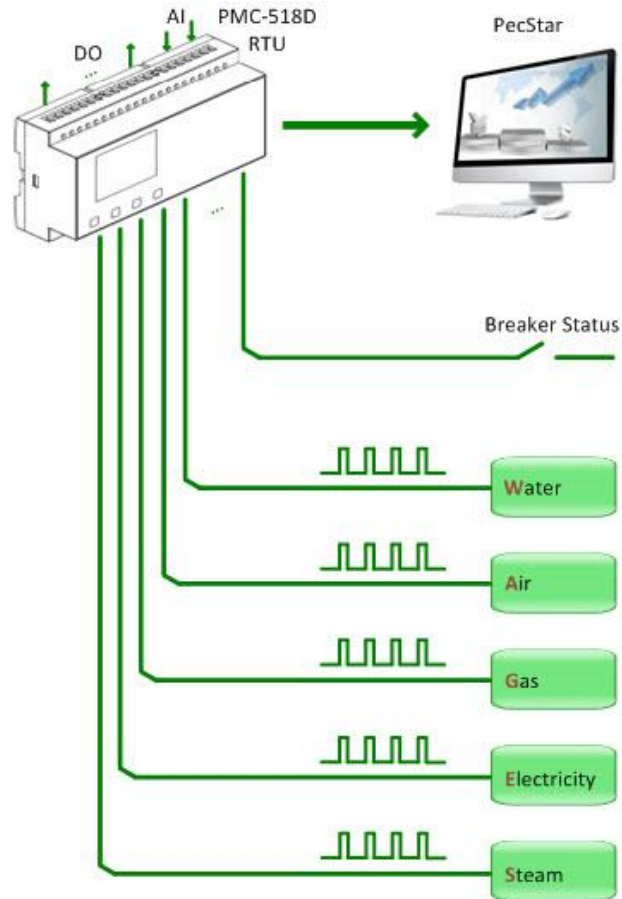 AI
PMC-518D
RTU
DO
...
PecStar
...
Breaker Status
Water
Air
Gas
Electricity
Steam